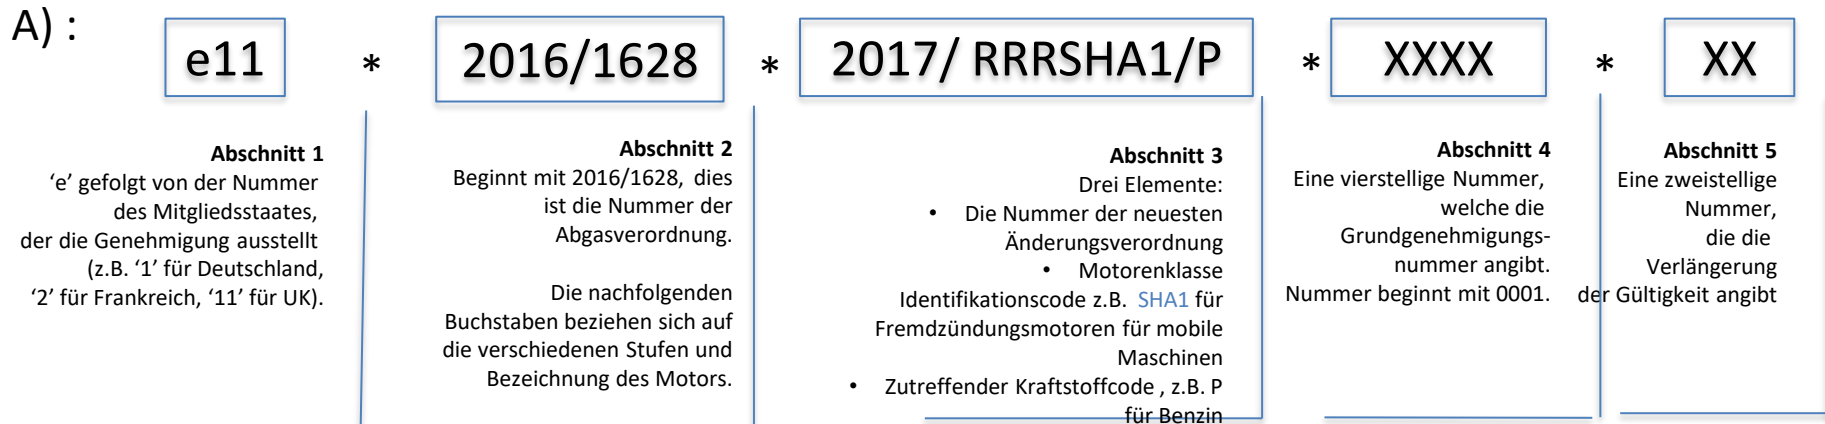 A) :
e11 * 2016/1628 * 2017/ RRRSHA1/P * XXXX * XX
Abschnitt 1
‘e’ gefolgt von der Nummer
des Mitgliedsstaates,
der die Genehmigung ausstellt
(z.B. ‘1’ für Deutschland,
‘2’ für Frankreich, ‘11’ für UK).
Abschnitt 2
Beginnt mit 2016/1628, dies
ist die Nummer der
Abgasverordnung.
Die nachfolgenden
Buchstaben beziehen sich auf
die verschiedenen Stufen und
Bezeichnung des Motors.
Abschnitt 3
Drei Elemente:
• Die Nummer der neuesten
Änderungsverordnung
• Motorenklasse
Identifikationscode z.B. SHA1 für
Fremdzündungsmotoren für mobile
Maschinen
• Zutreffender Kraftstoffcode , z.B. P
für Benzin
Abschnitt 4
Eine vierstellige Nummer,
welche die
Grundgenehmigungs-
nummer angibt.
Nummer beginnt mit 0001.
Abschnitt 5
Eine zweistellige
Nummer,
die die
Verlängerung
der Gültigkeit angibt